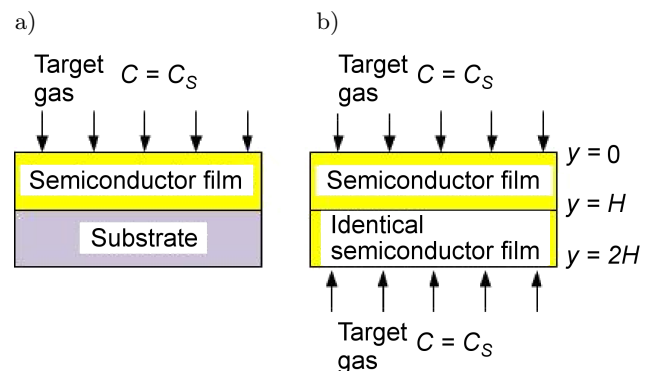 a)
Target
gas
C = C_S
Semiconductor film
Substrate
b)
Target
gas
C = C_S
y = 0
Semiconductor film
y = H
Identical
semiconductor film
y = 2H
Target
gas
C = C_S